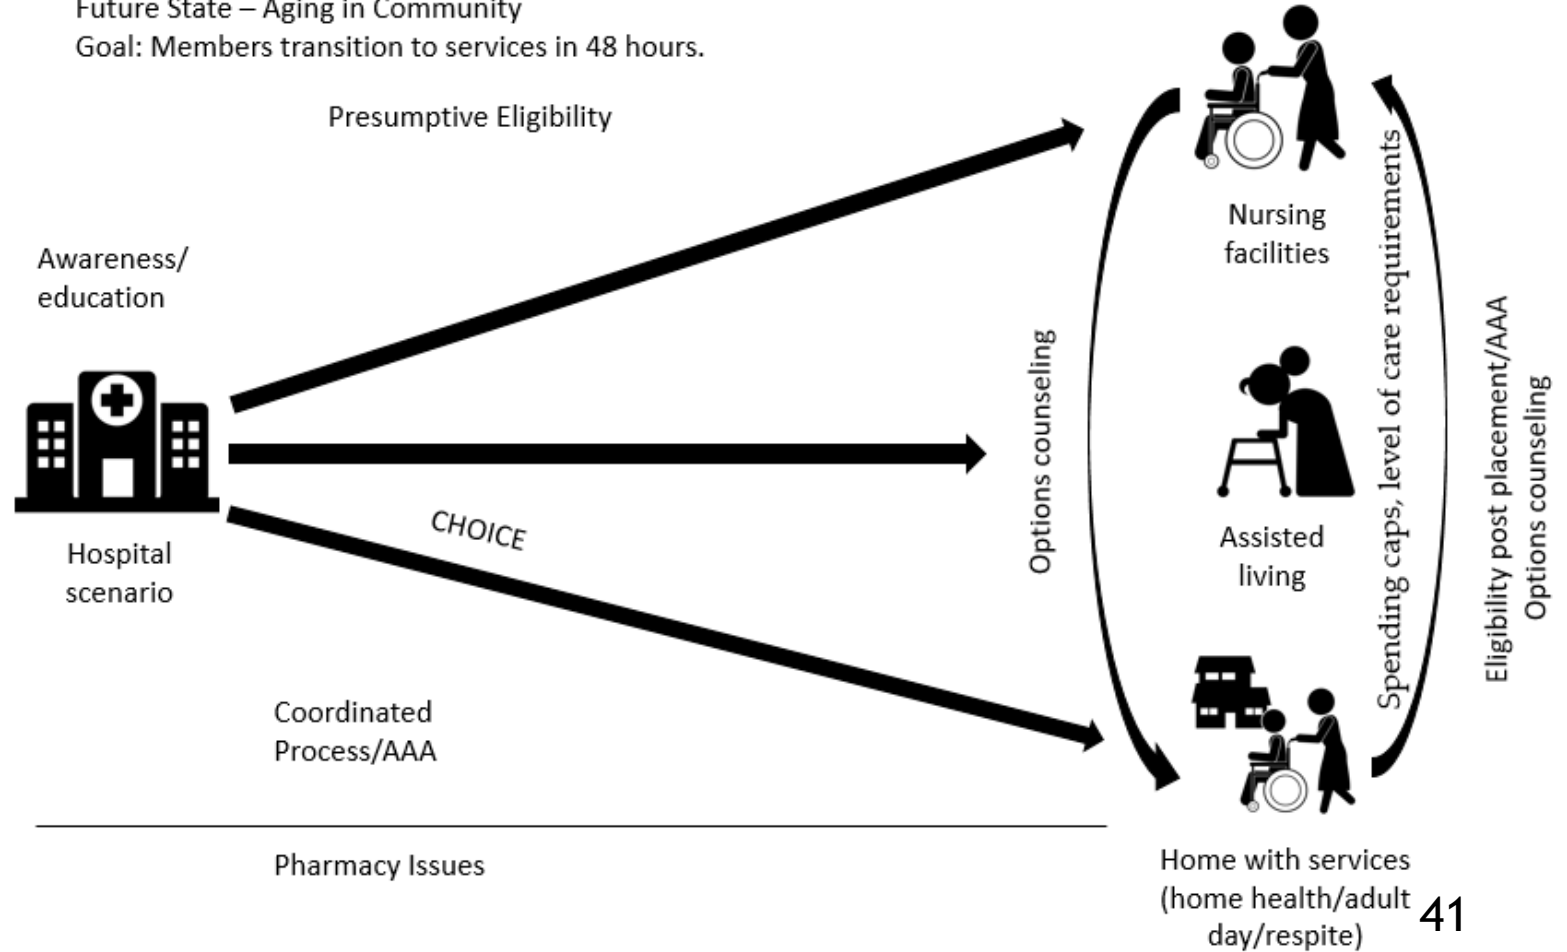 Future State – Aging in Community
Goal: Members transition to services in 48 hours.
Presumptive Eligibility
Awareness/
education
Hospital
scenario
CHOICE
Coordinated
Process/AAA
Pharmacy Issues
Options counseling
Nursing
facilities
Assisted
living
Home with services
(home health/adult
day/respite)
Spending caps, level of care requirements
Eligibility post placement/AAA
Options counseling
41